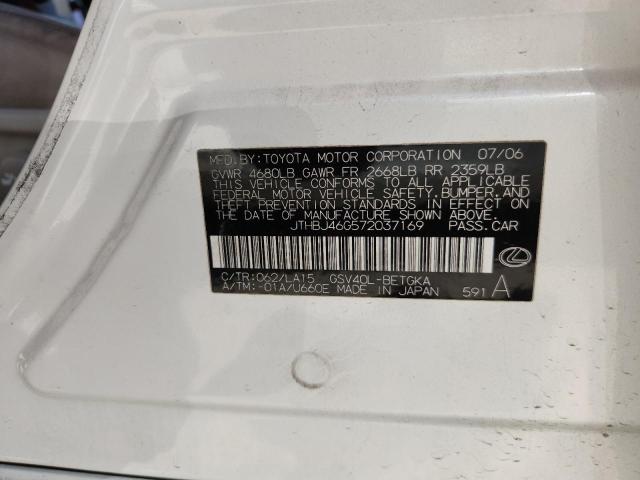 MFD.BY:TOYOTA MOTOR CORPORATION 07/06
GVWR 4680LB GAWR FR 2668LB RR 2359LB
THIS VEHICLE CONFORMS TO ALL APPLICABLE
FEDERAL MOTOR VEHICLE SAFETY,BUMPER,AND
THEFT PREVENTION STANDARDS IN EFFECT ON
THE DATE OF MANUFACTURE SHOWN ABOVE.
JTHBJ46G572037169 PASS.CAR
C/TR:062/LA15 GSV40L-BETGKA
A/TM:-01A/U660E MADE IN JAPAN 591 A